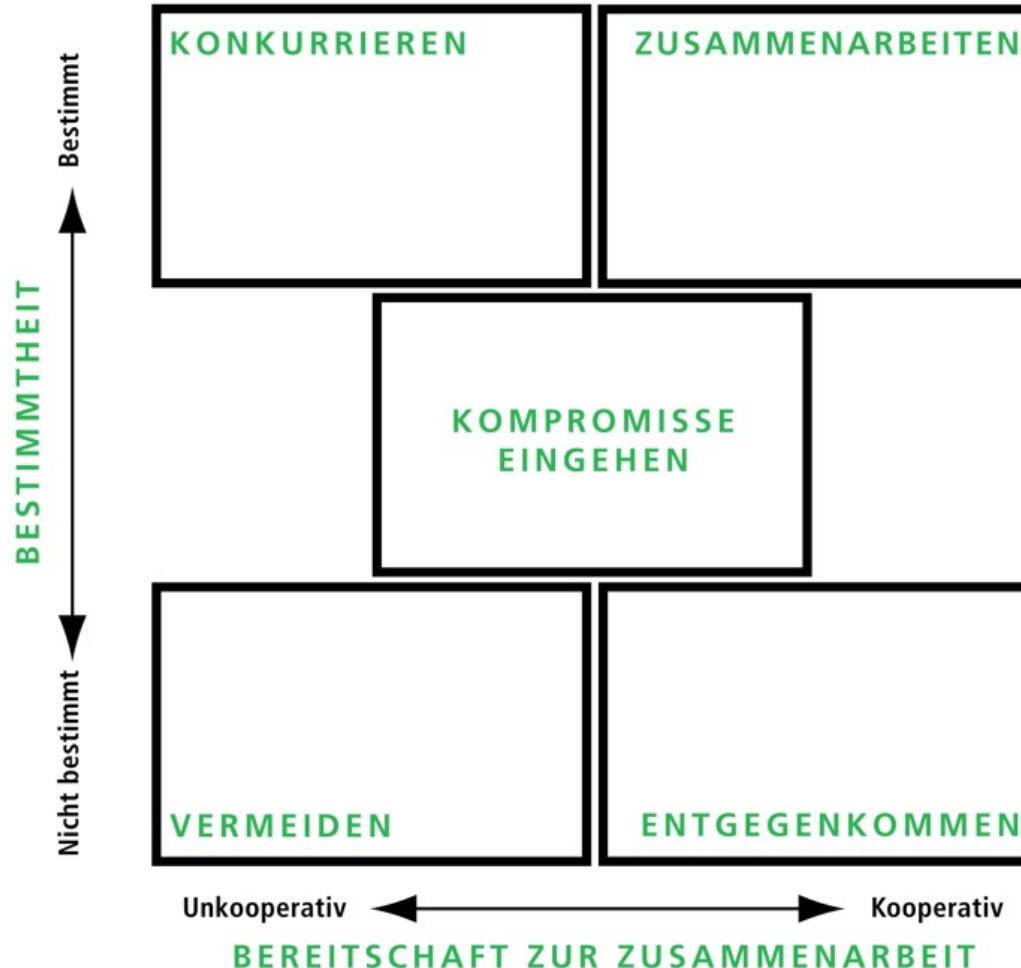 KONKURRIEREN
ZUSAMMENARBEITEN
Bestimmt
BESTIMMTHEIT
Nicht bestimmt
KOMPROMISSE
EINGEHEN
VERMEIDEN
ENTGEGENKOMMEN
Unkooperativ
Kooperativ
BEREITSCHAFT ZUR ZUSAMMENARBEIT